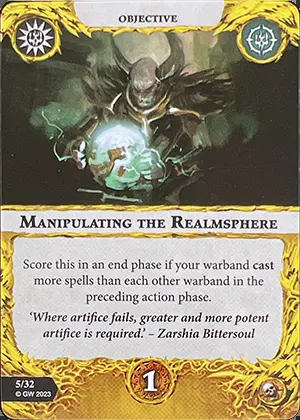 OBJECTIVE
MANIPULATING THE REALMSPHERE
Score this in an end phase if your warband cast
more spells than each other warband in the
preceding action phase.
‘Where artifice fails, greater and more potent
artifice is required.’ – Zarshia Bittersoul
5/32
© GW 2023
1